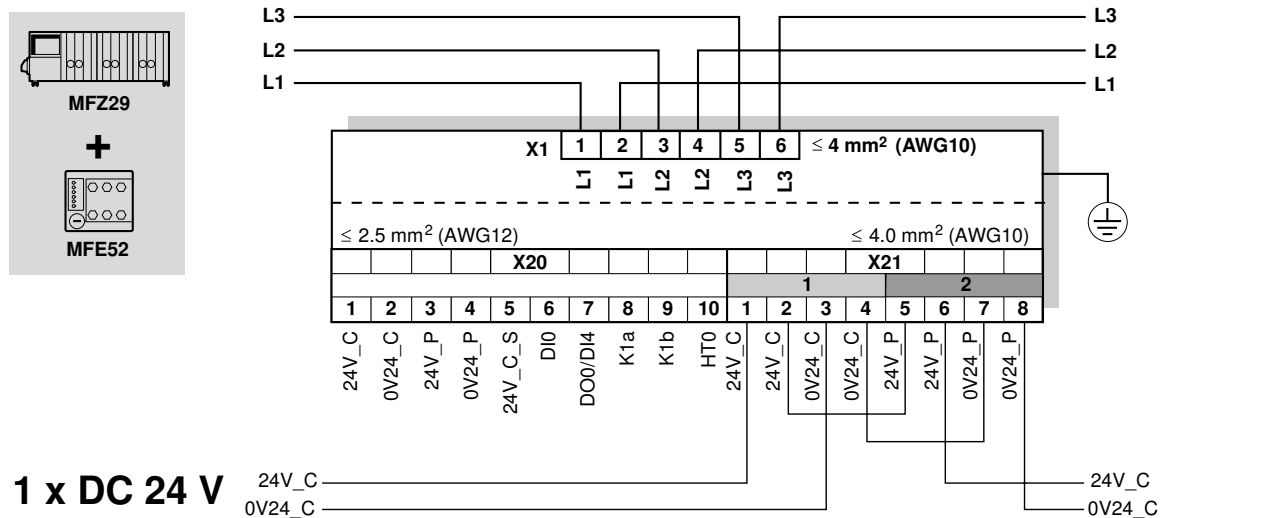 L3 L3
L2 L2
L1 L1
MFZ29
+
MFE52
X1 1 2 3 4 5 6 ≤ 4 mm² (AWG10)
L1 L1 L2 L2 L3 L3
≤ 2.5 mm² (AWG12) ≤ 4.0 mm² (AWG10)
X20 X21
1 2
1 2 3 4 5 6 7 8 9 10 1 2 3 4 5 6 7 8
24V_C
0V24_C
24V_P
0V24_P
24V_C_S
DI0
DO0/DI4
K1a
K1b
HT0
24V_C
24V_C
0V24_C
0V24_C
24V_P
24V_P
0V24_P
0V24_P
1 x DC 24 V
24V_C 24V_C
0V24_C 0V24_C